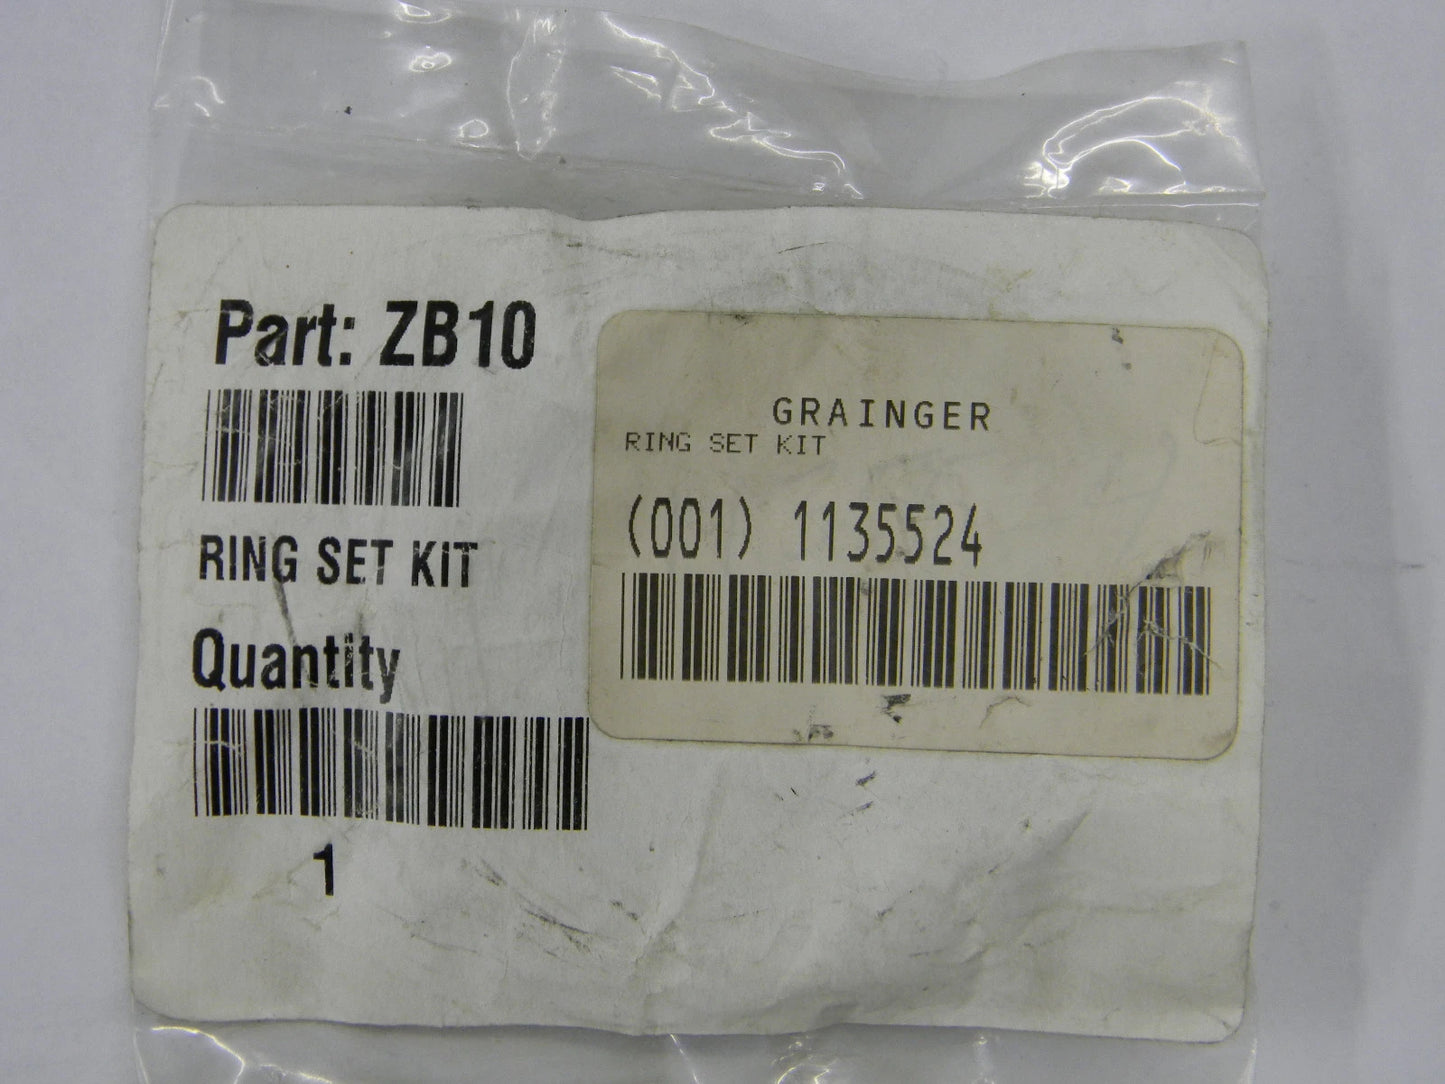 Part: ZB10
RING SET KIT
Quantity
1
GRAINGER
RING SET KIT
(001) 1135524